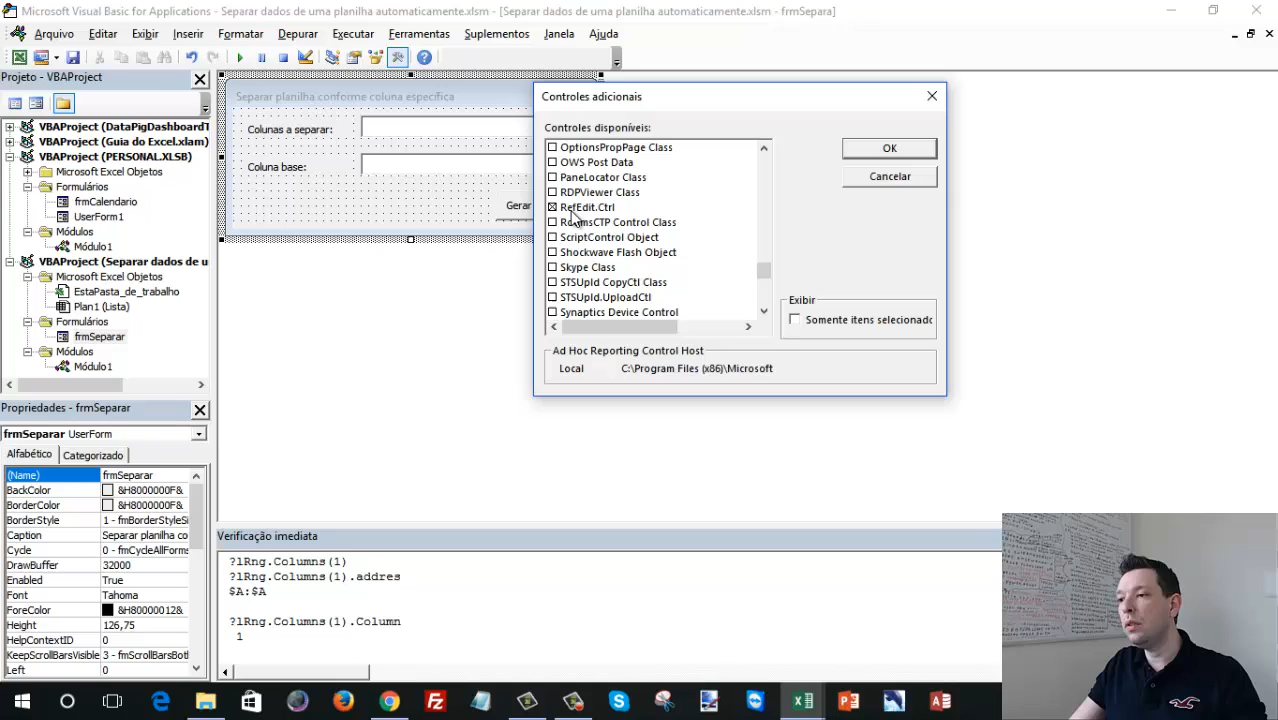 Microsoft Visual Basic for Applications - Separar dados de uma planilha automaticamente.xlsm - [Separar dados de uma planilha automaticamente.xlsm - frmSepara]
Arquivo Editar Exibir Inserir Formatar Depurar Executar Ferramentas Suplementos Janela Ajuda
Projeto - VBAProject
VBAProject (DataPigDashboardT
VBAProject (Guia do Excel.xlam)
VBAProject (PERSONAL.XLSB)
Microsoft Excel Objetos
Formulários
frmCalendario
UserForm1
Módulos
Módulo1
VBAProject (Separar dados de u
Microsoft Excel Objetos
EstaPasta_de_trabalho
Plan1 (Lista)
Formulários
frmSeparar
Módulos
Módulo1
Propriedades - frmSeparar
frmSeparar UserForm
Alfabético Categorizado
(Name) frmSeparar
BackColor &H8000000F&
BorderColor &H8000000F&
BorderStyle 1 - fmBorderStyleSi
Caption Separar planilha co
Cycle 0 - fmCycleAllForms
DrawBuffer 32000
Enabled True
Font Tahoma
ForeColor &H80000012&
Height 126,75
HelpContextID 0
KeepScrollBarsVisible 3 - fmScrollBarsBotl
Left 0
Separar planilha conforme coluna específica
Colunas a separar:
Coluna base:
Gerar
Controles adicionais
Controles disponíveis:
OptionsPropPage Class
OWS Post Data
PaneLocator Class
RDPViewer Class
RefEdit.Ctrl
CTP Control Class
ScriptControl Object
Shockwave Flash Object
Skype Class
STSUpld CopyCtl Class
STSUpld.UploadCtl
Synaptics Device Control
OK
Cancelar
Exibir
Somente itens selecionado
Ad Hoc Reporting Control Host
Local C:\Program Files (x86)\Microsoft
Verificação imediata
?lRng.Columns(1)
?lRng.Columns(1).addres
$A:$A
?lRng.Columns(1).Column
1